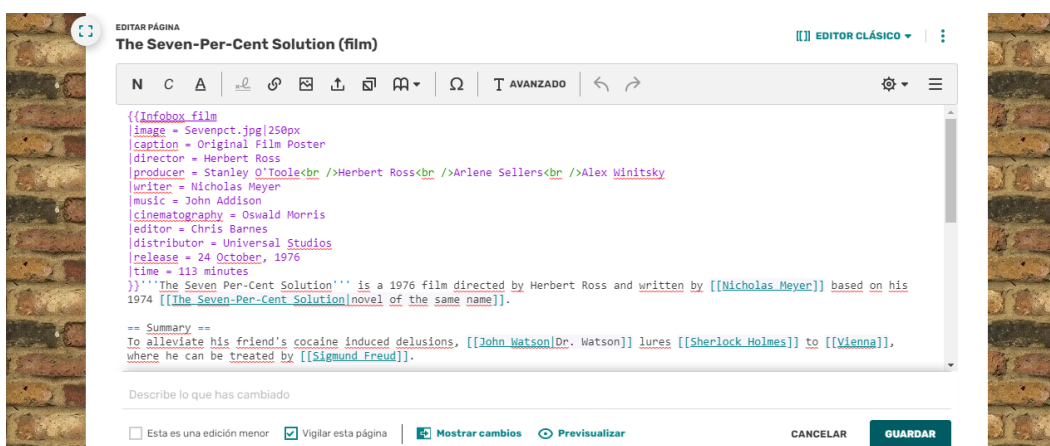 EDITAR PÁGINA
The Seven-Per-Cent Solution (film)
[[]] EDITOR CLÁSICO
N C A Ω T AVANZADO
{{Infobox film
|image = Sevenpct.jpg|250px
|caption = Original Film Poster
|director = Herbert Ross
|producer = Stanley O'Toole<br />Herbert Ross<br />Arlene Sellers<br />Alex Winitsky
|writer = Nicholas Meyer
|music = John Addison
|cinematography = Oswald Morris
|editor = Chris Barnes
|distributor = Universal Studios
|release = 24 October, 1976
|time = 113 minutes
}}'''The Seven Per-Cent Solution''' is a 1976 film directed by Herbert Ross and written by [[Nicholas Meyer]] based on his
1974 [[The Seven-Per-Cent Solution|novel of the same name]].
== Summary ==
To alleviate his friend's cocaine induced delusions, [[John Watson|Dr. Watson]] lures [[Sherlock Holmes]] to [[Vienna]],
where he can be treated by [[Sigmund Freud]].
Describe lo que has cambiado
Esta es una edición menor Vigilar esta página Mostrar cambios Previsualizar CANCELAR GUARDAR